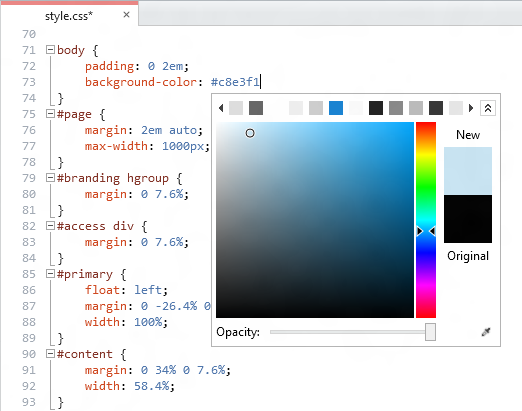 style.css* ×
70
71 body {
72 padding: 0 2em;
73 background-color: #c8e3f1
74 }
75 #page {
76 margin: 2em auto;
77 max-width: 1000px;
78 }
79 #branding hgroup {
80 margin: 0 7.6%;
81 }
82 #access div {
83 margin: 0 7.6%;
84 }
85 #primary {
86 float: left;
87 margin: 0 -26.4% 0
88 width: 100%;
89 }
90 #content {
91 margin: 0 34% 0 7.6%;
92 width: 58.4%;
93 }
New
Original
Opacity: